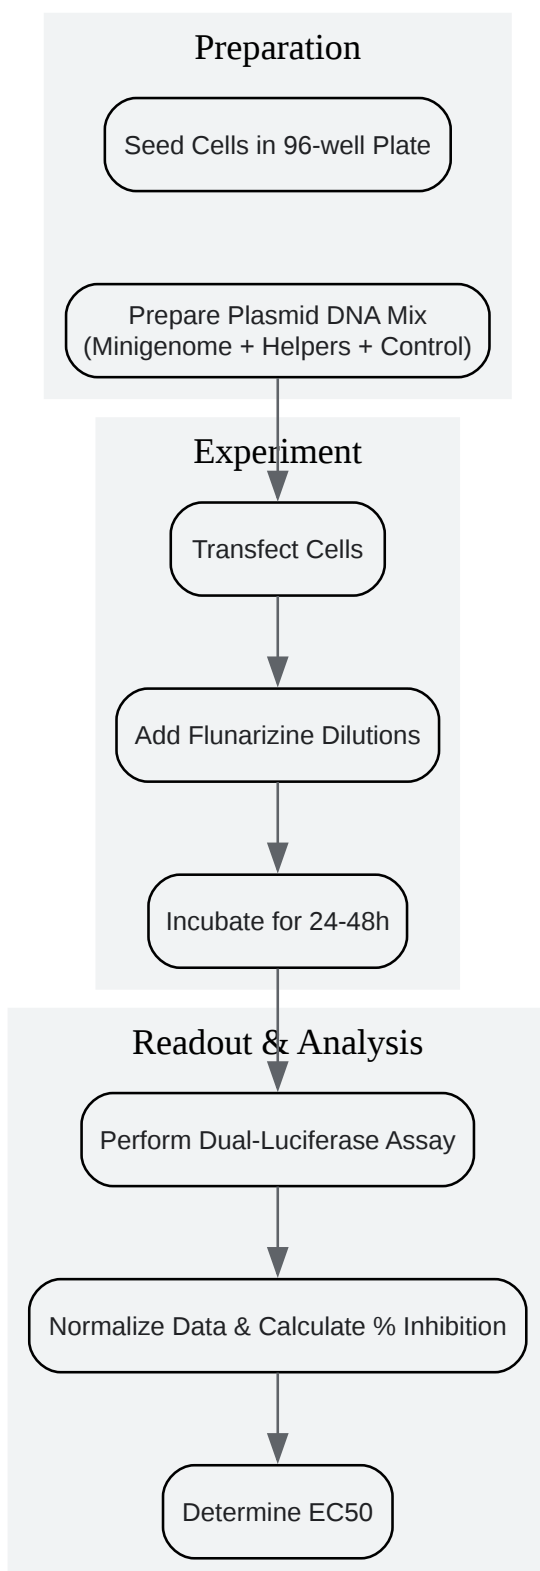 Preparation
Seed Cells in 96-well Plate
Prepare Plasmid DNA Mix
(Minigenome + Helpers + Control)
Experiment
Transfect Cells
Add Flunarizine Dilutions
Incubate for 24-48h
Readout & Analysis
Perform Dual-Luciferase Assay
Normalize Data & Calculate % Inhibition
Determine EC50